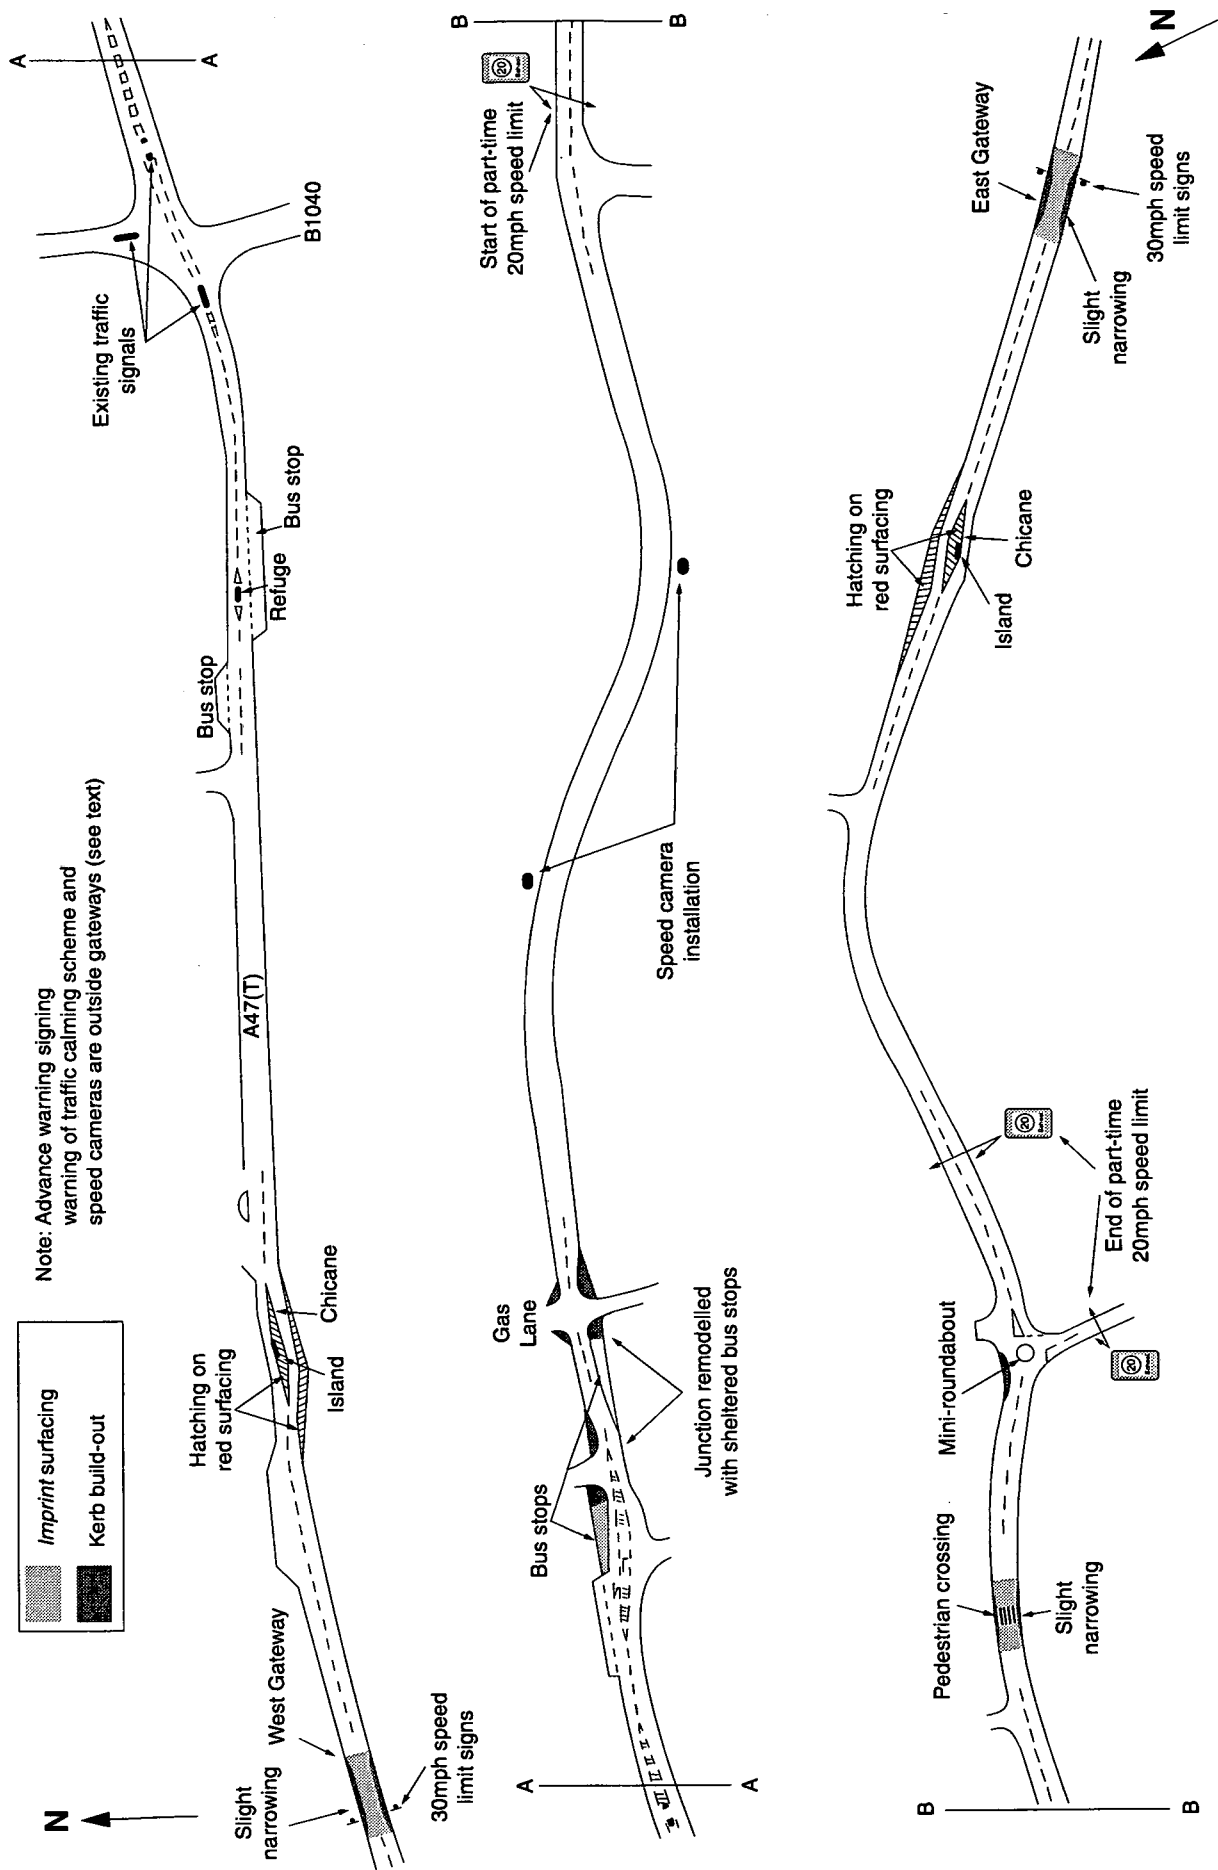 N
Slight
narrowing
West Gateway
30mph speed
limit signs
Imprint surfacing
Kerb build-out
Note: Advance warning signing
warning of traffic calming scheme and
speed cameras are outside gateways (see text)
Hatching on
red surfacing
Island
Chicane
A47(T)
Bus stop
Refuge
Bus stop
Existing traffic
signals
B1040
A
A
A
A
Bus stops
Gas
Lane
Junction remodelled
with sheltered bus stops
Speed camera
installation
Start of part-time
20mph speed limit
20
B
B
B
B
Pedestrian crossing
Slight
narrowing
Mini-roundabout
20
End of part-time
20mph speed limit
20
Hatching on
red surfacing
Island
Chicane
East Gateway
Slight
narrowing
30mph speed
limit signs
N